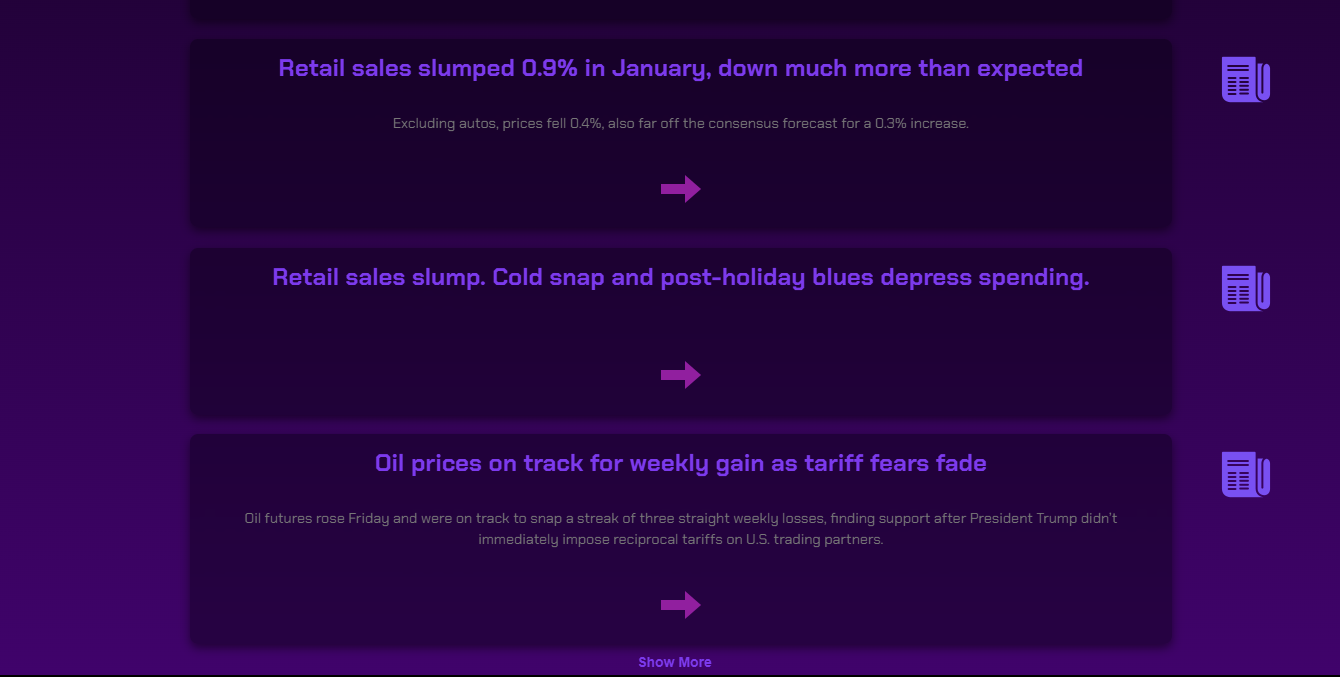 Retail sales slumped 0.9% in January, down much more than expected
Excluding autos, prices fell 0.4%, also far off the consensus forecast for a 0.3% increase.
Retail sales slump. Cold snap and post-holiday blues depress spending.
Oil prices on track for weekly gain as tariff fears fade
Oil futures rose Friday and were on track to snap a streak of three straight weekly losses, finding support after President Trump didn't
immediately impose reciprocal tariffs on U.S. trading partners.
Show More